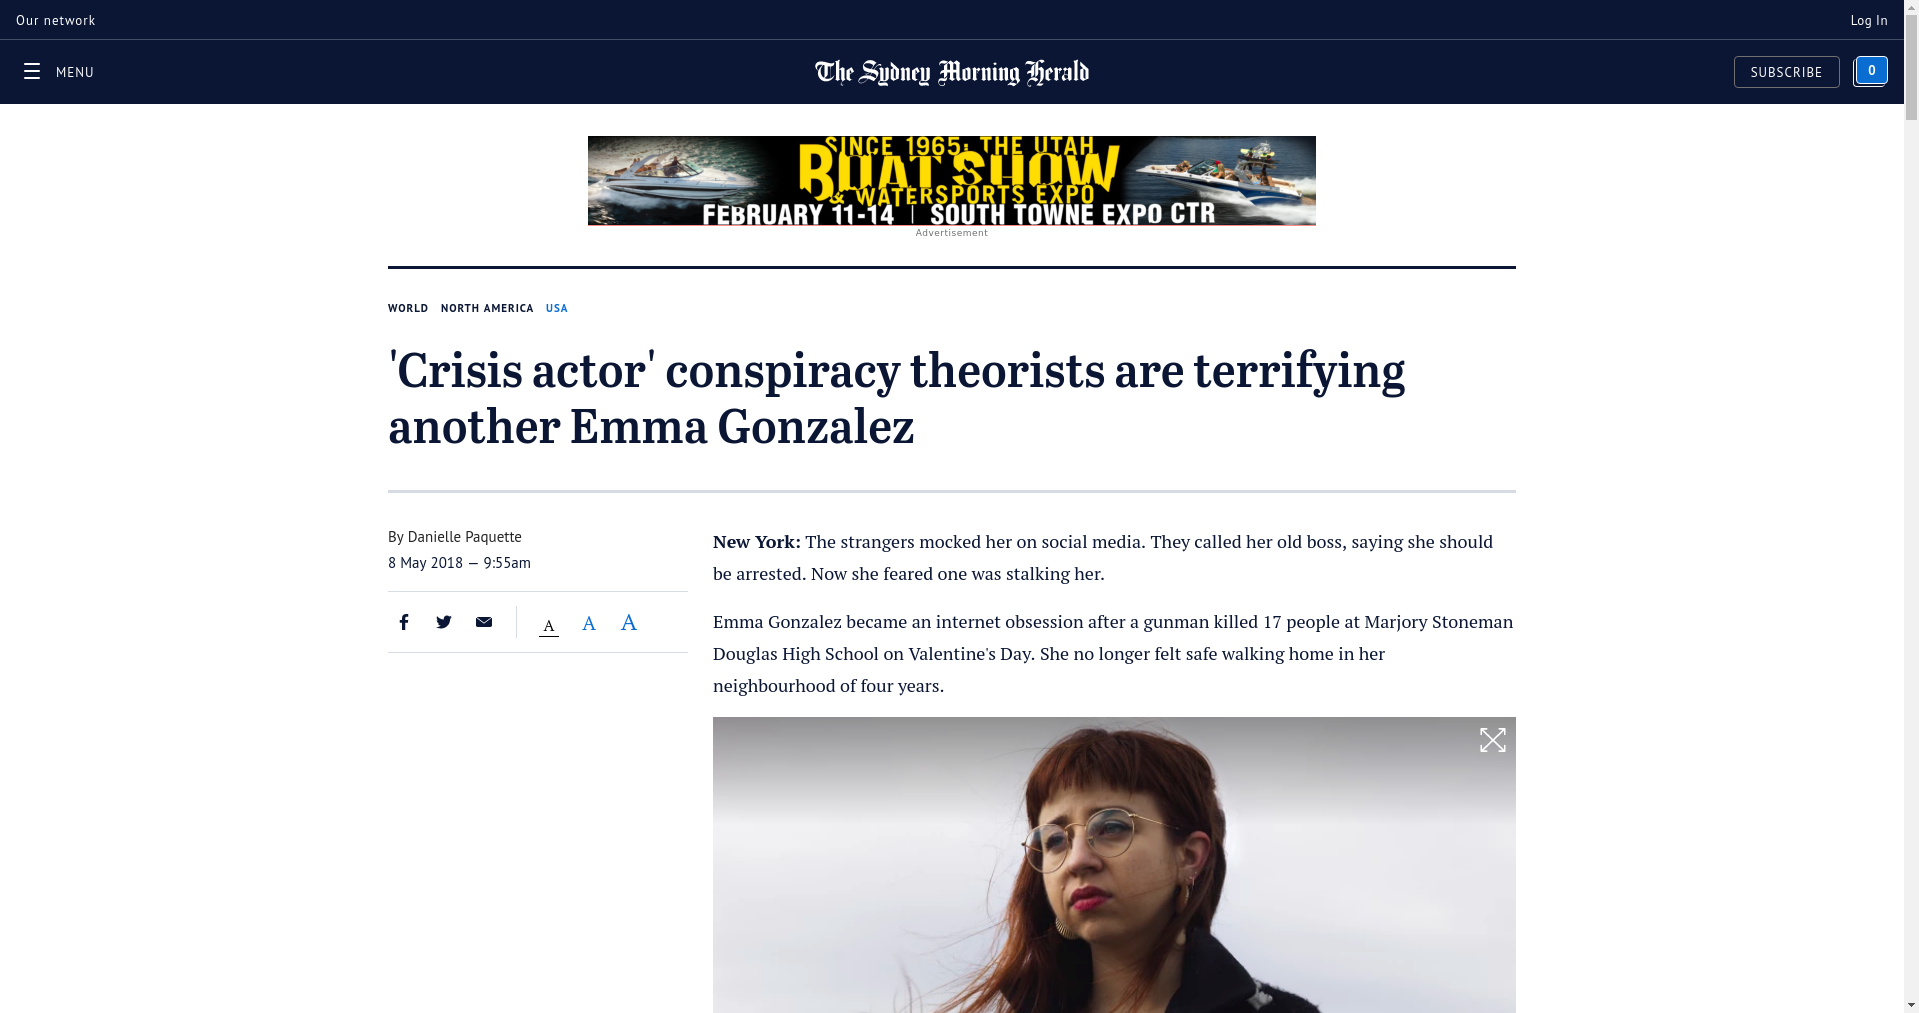 Our network
Log In
MENU
The Sydney Morning Herald
SUBSCRIBE
0
SINCE 1965: THE UTAH
BOAT SHOW
& WATERSPORTS EXPO
FEBRUARY 11-14 | SOUTH TOWNE EXPO CTR
Advertisement
WORLD NORTH AMERICA USA
'Crisis actor' conspiracy theorists are terrifying
another Emma Gonzalez
By Danielle Paquette
8 May 2018 — 9:55am
A A A
New York: The strangers mocked her on social media. They called her old boss, saying she should
be arrested. Now she feared one was stalking her.
Emma Gonzalez became an internet obsession after a gunman killed 17 people at Marjory Stoneman
Douglas High School on Valentine's Day. She no longer felt safe walking home in her
neighbourhood of four years.